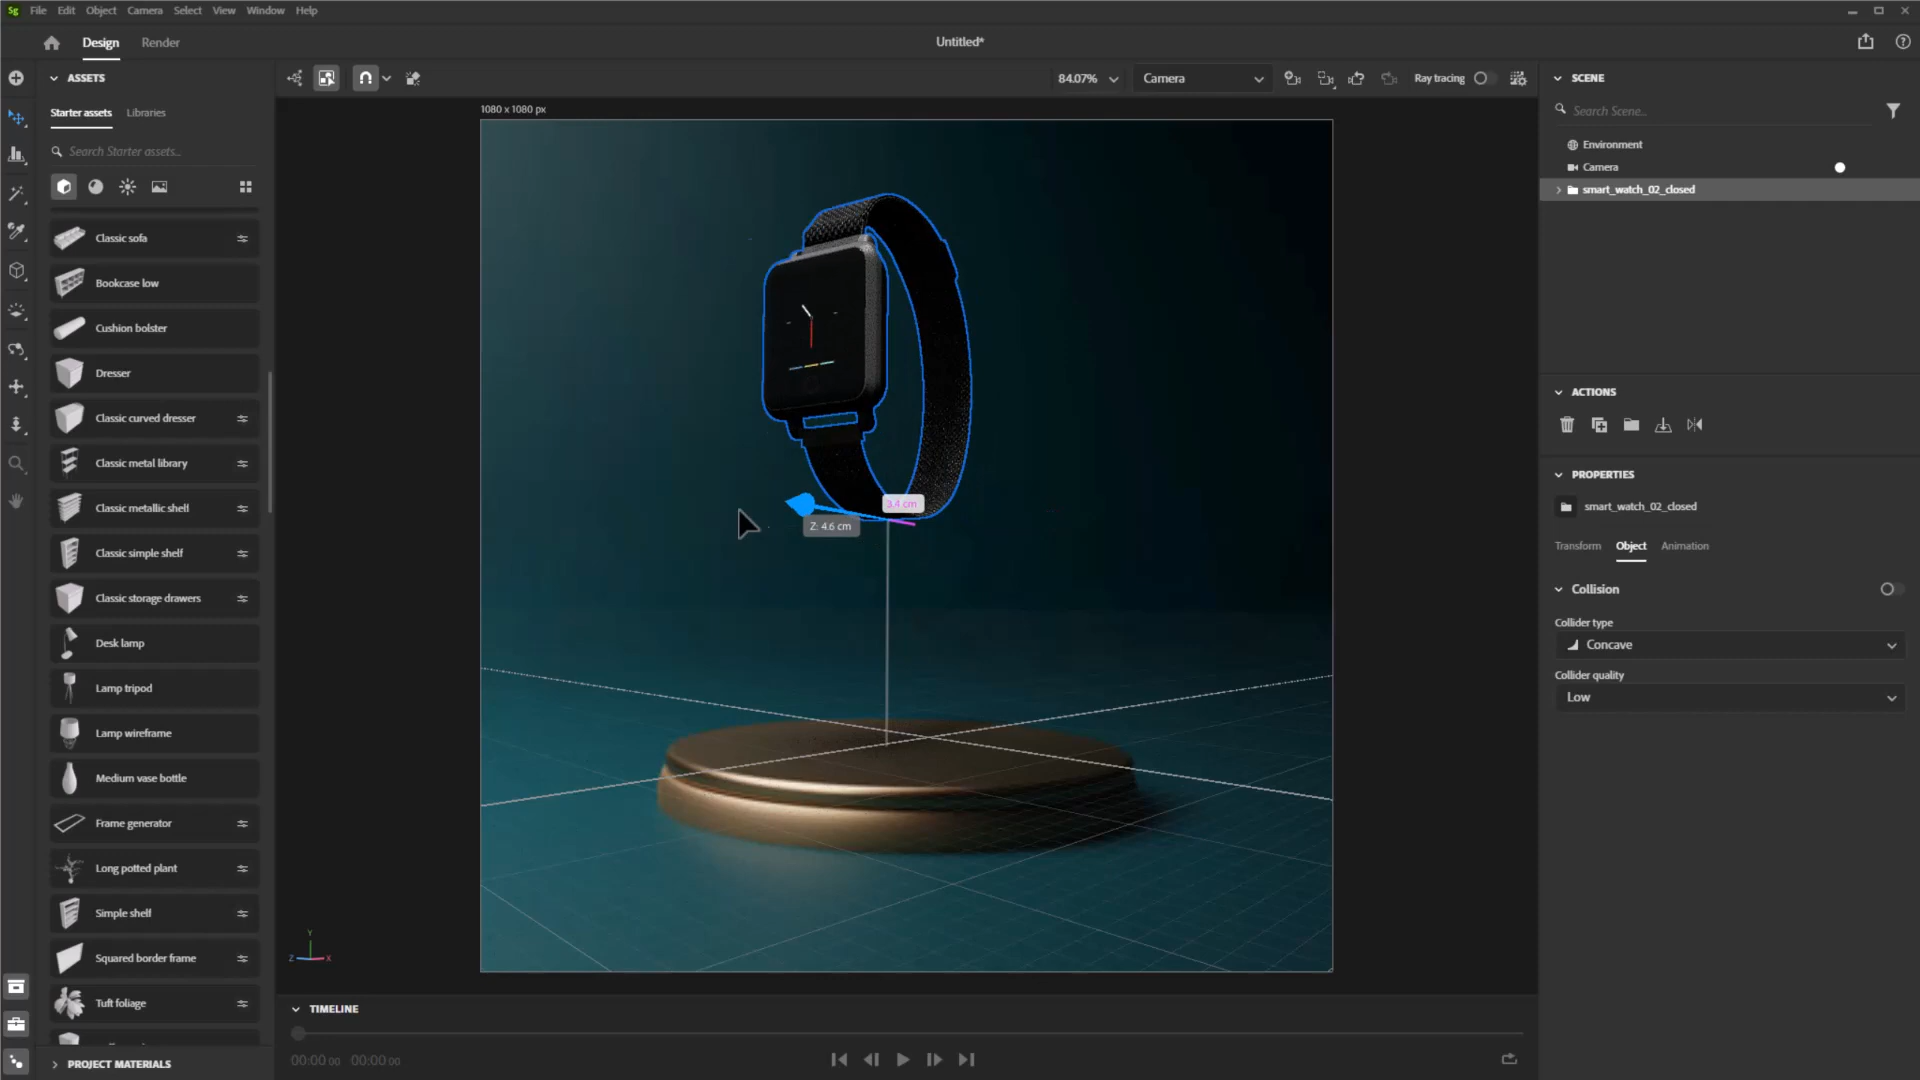 Sg File Edit Object Camera Select View Window Help
Design Render
Untitled*
ASSETS
Starter assets Libraries
Search Starter assets...
Classic sofa
Bookcase low
Cushion bolster
Dresser
Classic curved dresser
Classic metal library
Classic metallic shelf
Classic simple shelf
Classic storage drawers
Desk lamp
Lamp tripod
Lamp wireframe
Medium vase bottle
Frame generator
Long potted plant
Simple shelf
Squared border frame
Tuft foliage
PROJECT MATERIALS
84.07% Camera Ray tracing
1080 x 1080 px
3.4 cm
Z: 4.6 cm
Y
Z X
TIMELINE
00:00 00 00:00 00
SCENE
Search Scene...
Environment
Camera
smart_watch_02_closed
ACTIONS
PROPERTIES
smart_watch_02_closed
Transform Object Animation
Collision
Collider type
Concave
Collider quality
Low